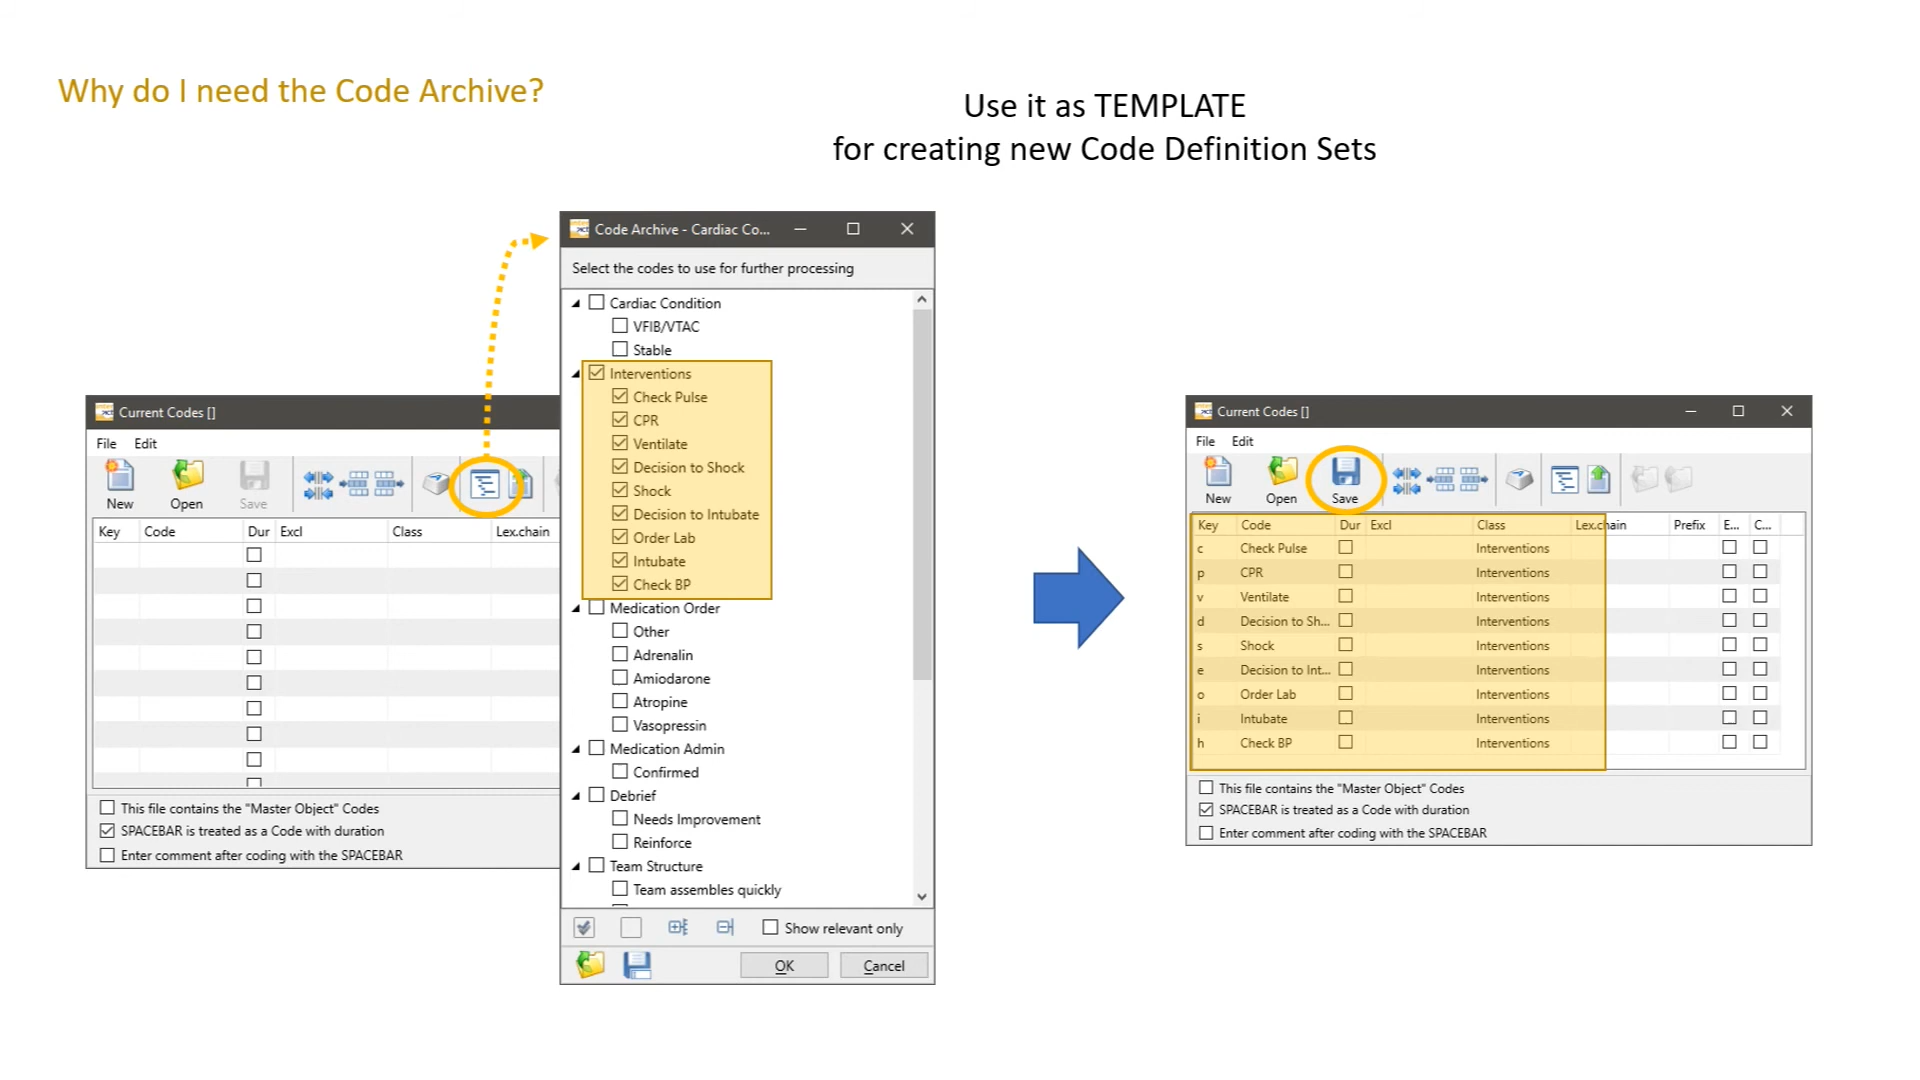 Why do I need the Code Archive?
Use it as TEMPLATE
for creating new Code Definition Sets
Current Codes []
File Edit
New Open Save
Key Code Dur Excl Class Lex.chain
This file contains the "Master Object" Codes
SPACEBAR is treated as a Code with duration
Enter comment after coding with the SPACEBAR
Code Archive - Cardiac Co...
Select the codes to use for further processing
Cardiac Condition
VFIB/VTAC
Stable
Interventions
Check Pulse
CPR
Ventilate
Decision to Shock
Shock
Decision to Intubate
Order Lab
Intubate
Check BP
Medication Order
Other
Adrenalin
Amiodarone
Atropine
Vasopressin
Medication Admin
Confirmed
Debrief
Needs Improvement
Reinforce
Team Structure
Team assembles quickly
Show relevant only
OK Cancel
Current Codes []
File Edit
New Open Save
Key Code Dur Excl Class Lex.chain Prefix E... C...
c Check Pulse Interventions
p CPR Interventions
v Ventilate Interventions
d Decision to Sh... Interventions
s Shock Interventions
e Decision to Int... Interventions
o Order Lab Interventions
i Intubate Interventions
h Check BP Interventions
This file contains the "Master Object" Codes
SPACEBAR is treated as a Code with duration
Enter comment after coding with the SPACEBAR